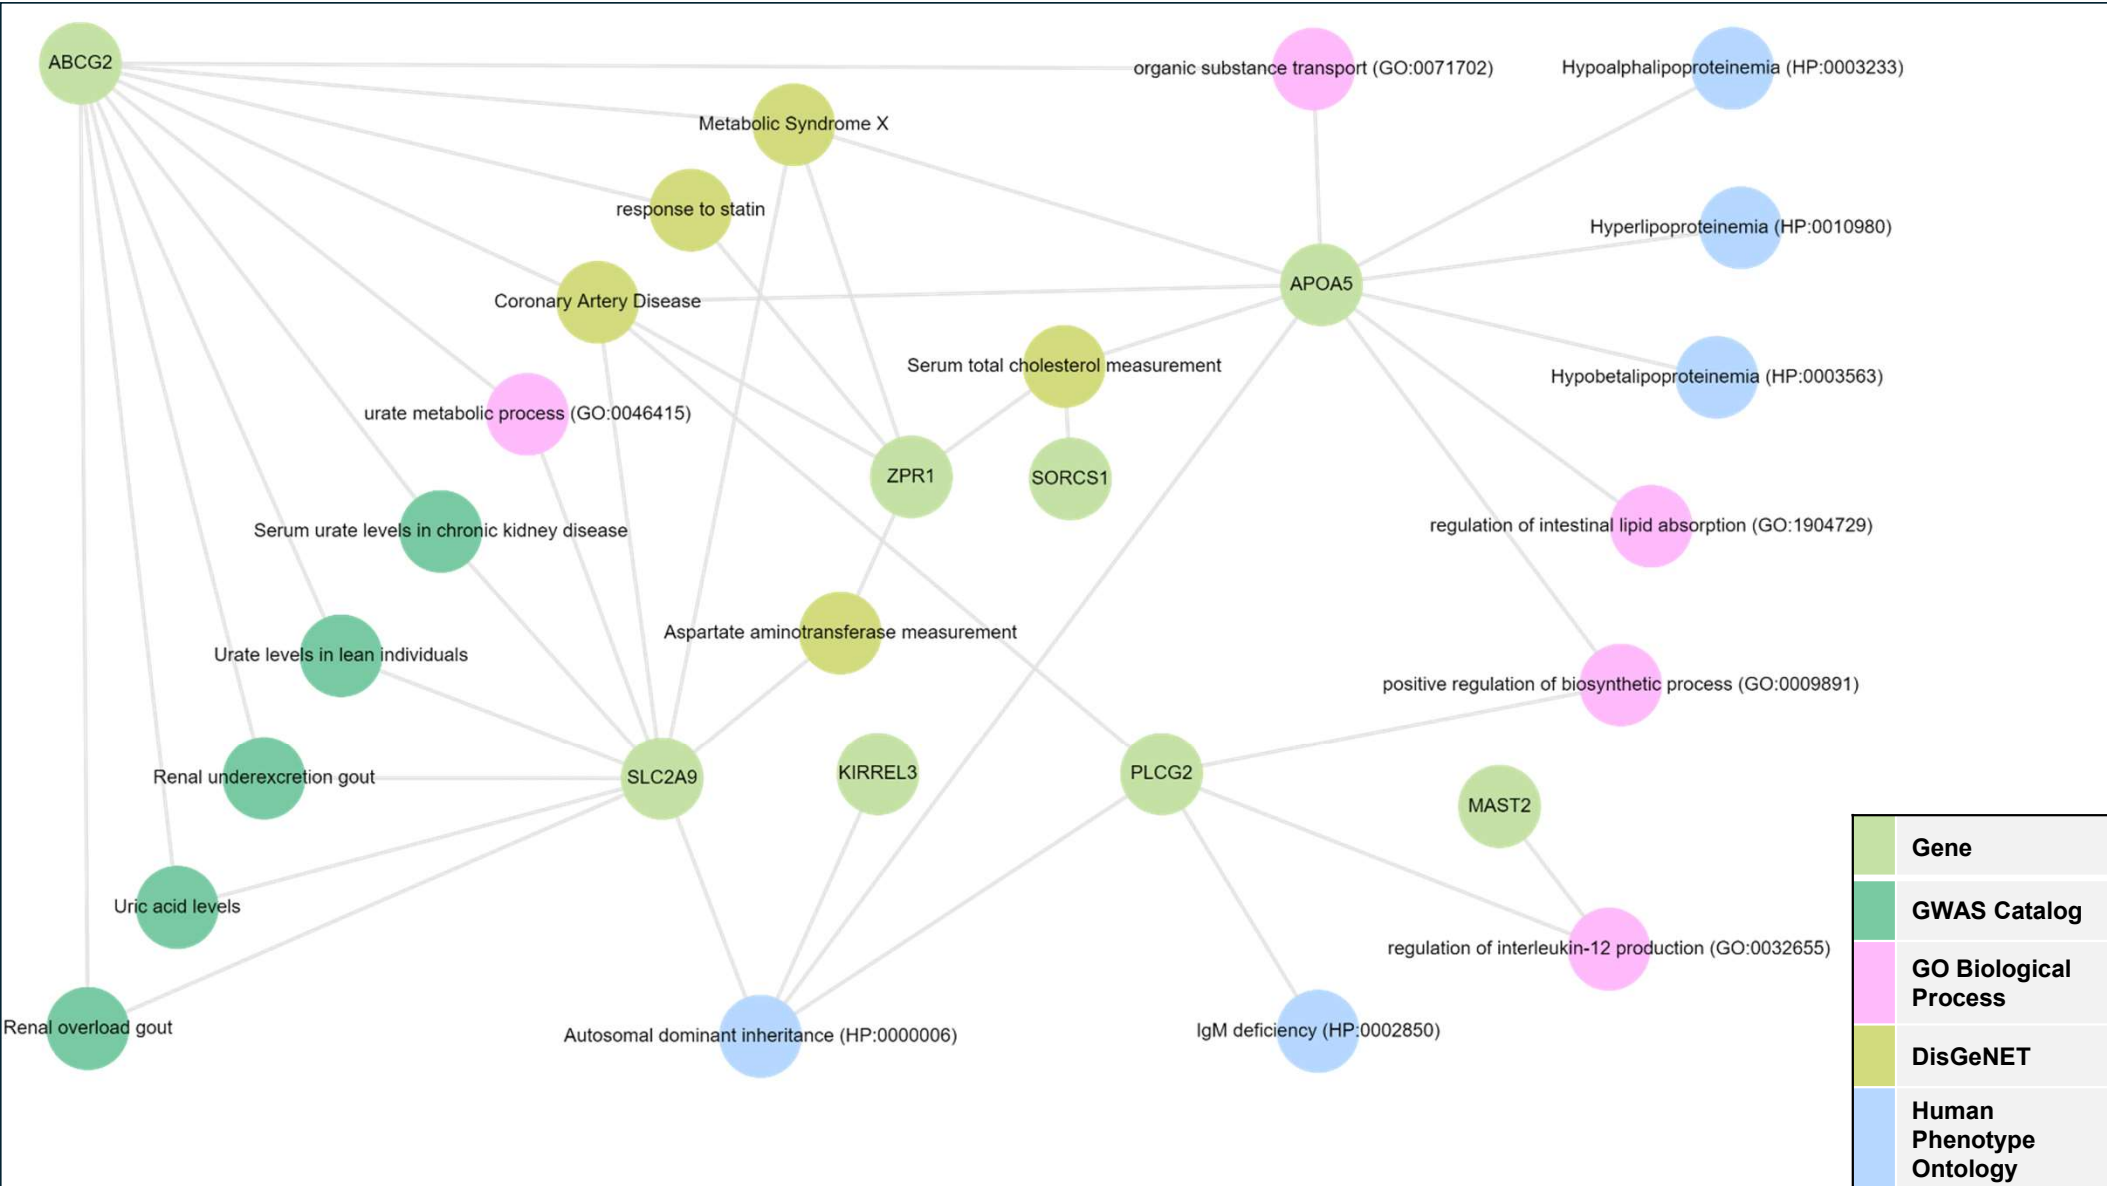 ABCG2
organic substance transport (GO:0071702)
Hypoalphalipoproteinemia (HP:0003233)
Metabolic Syndrome X
response to statin
Hyperlipoproteinemia (HP:0010980)
APOA5
Coronary Artery Disease
Serum total cholesterol measurement
Hypobetalipoproteinemia (HP:0003563)
urate metabolic process (GO:0046415)
ZPR1
SORCS1
Serum urate levels in chronic kidney disease
regulation of intestinal lipid absorption (GO:1904729)
Aspartate aminotransferase measurement
Urate levels in lean individuals
positive regulation of biosynthetic process (GO:0009891)
Renal underexcretion gout
SLC2A9
KIRREL3
PLCG2
MAST2
Uric acid levels
regulation of interleukin-12 production (GO:0032655)
Renal overload gout
Autosomal dominant inheritance (HP:0000006)
IgM deficiency (HP:0002850)
Gene
GWAS Catalog
GO Biological
Process
DisGeNET
Human
Phenotype
Ontology